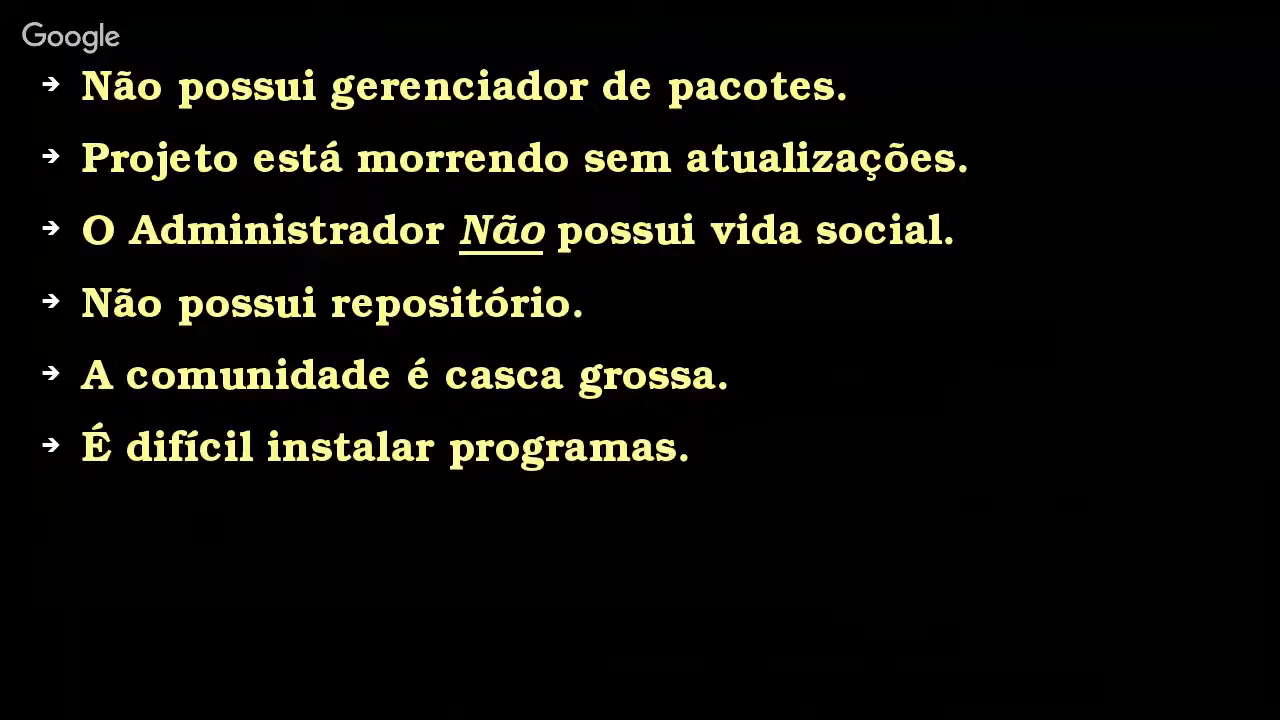 Google
Não possui gerenciador de pacotes.
Projeto está morrendo sem atualizações.
O Administrador Não possui vida social.
Não possui repositório.
A comunidade é casca grossa.
É difícil instalar programas.